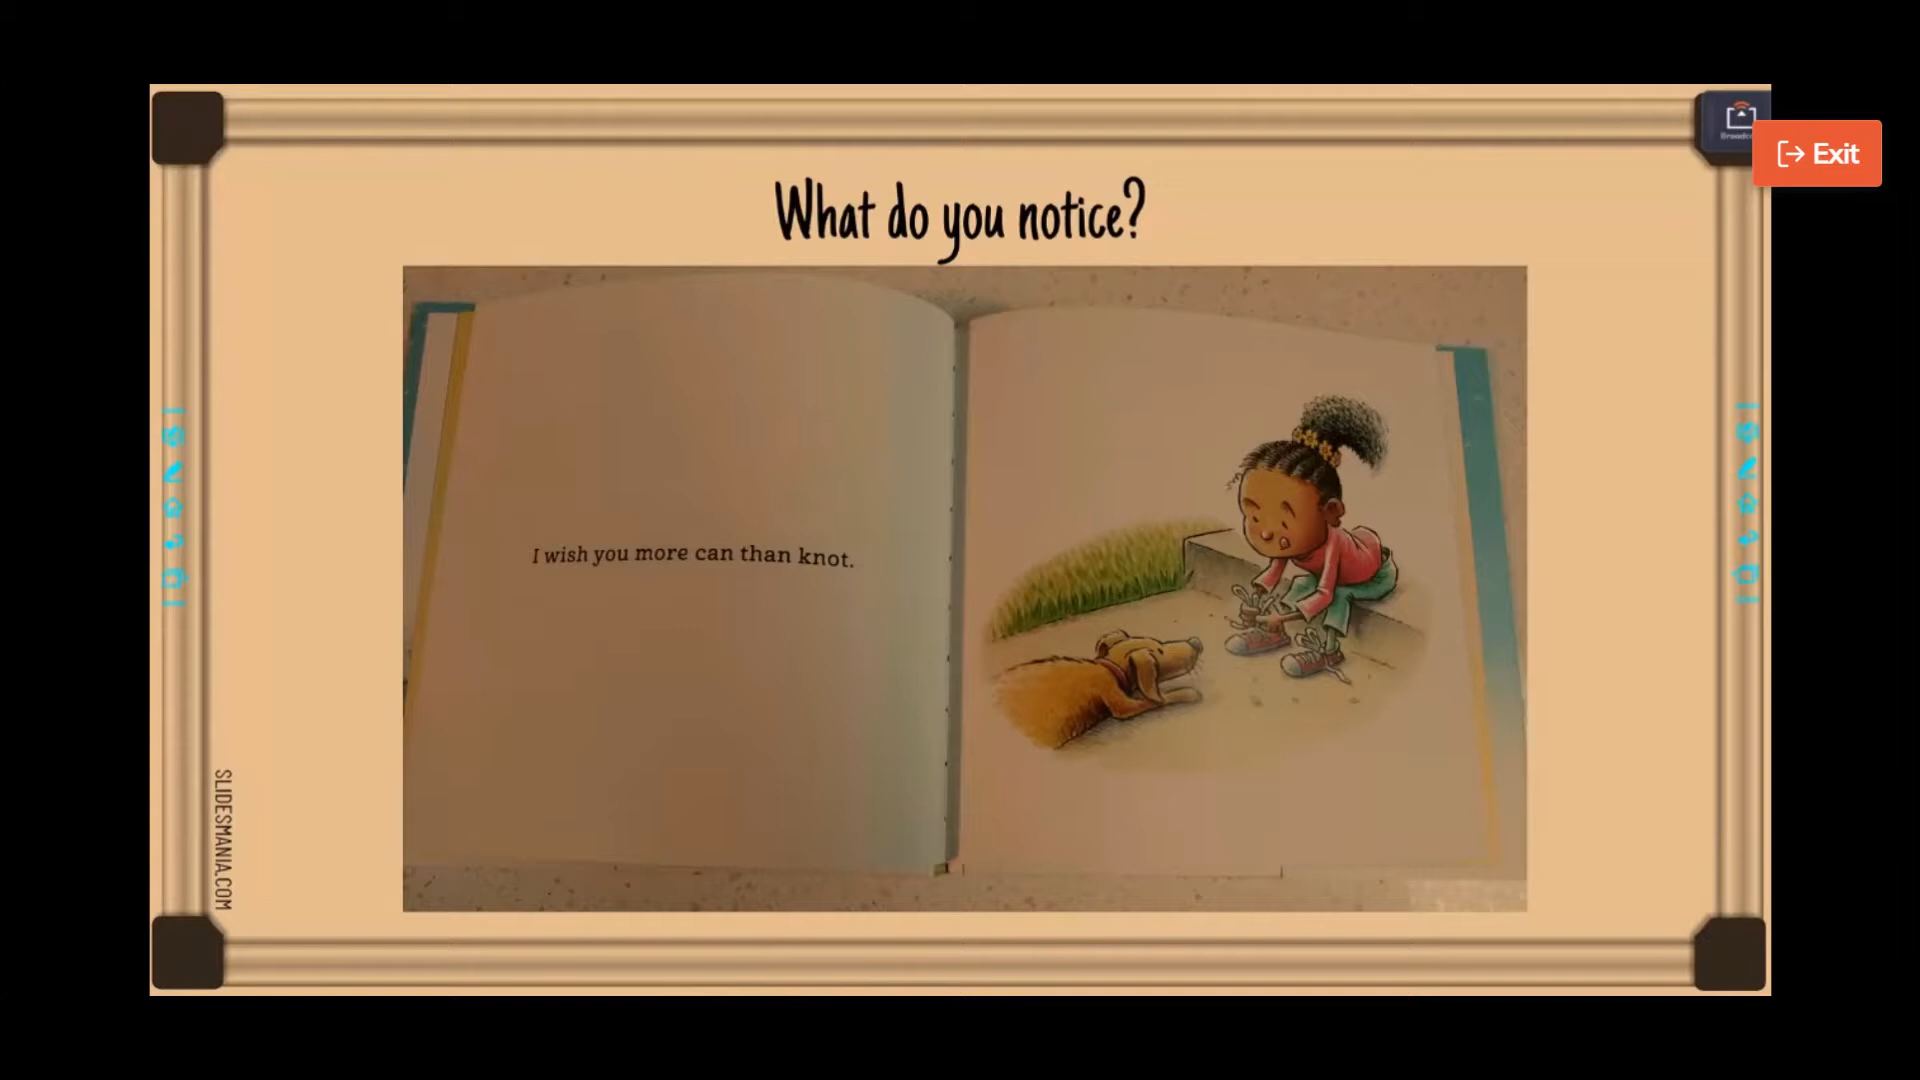 What do you notice?
Exit
I wish you more can than knot.
SLIDESMANIA.COM